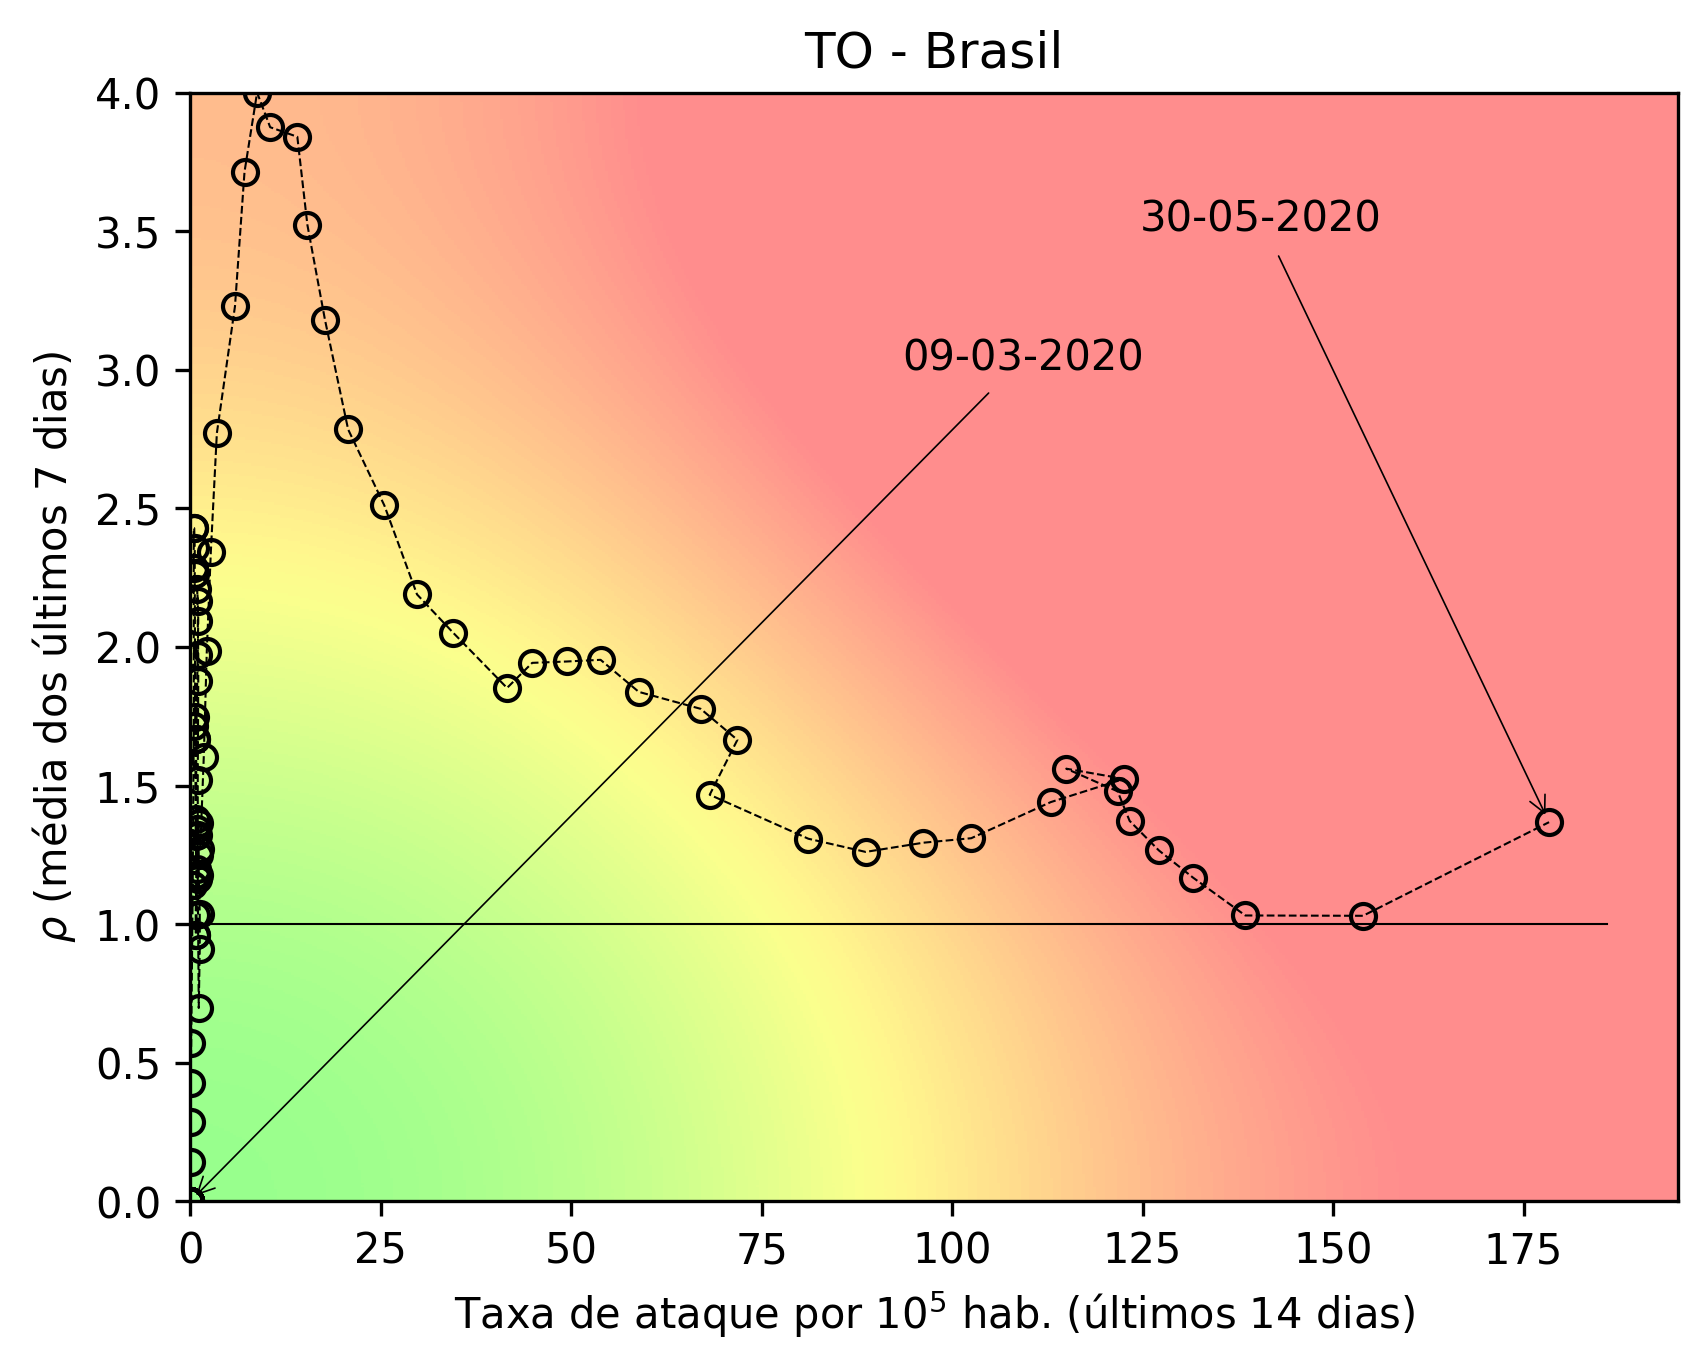 TO - Brasil
4.0
3.5
3.0
2.5
2.0
1.5
1.0
0.5
0.0
ρ (média dos últimos 7 dias)
30-05-2020
09-03-2020
0 25 50 75 100 125 150 175
Taxa de ataque por 10⁵ hab. (últimos 14 dias)